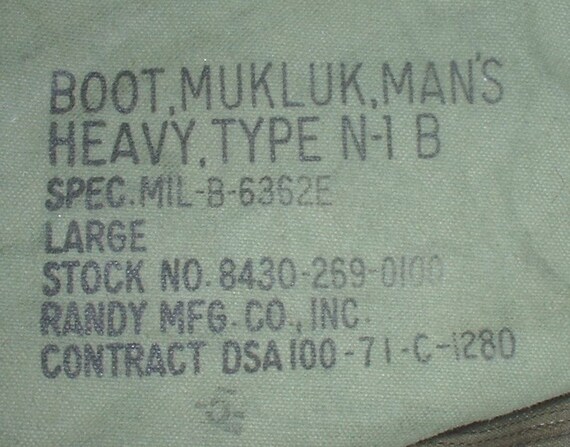 BOOT, MUKLUK, MAN'S
HEAVY, TYPE N-1 B
SPEC. MIL-B-6362E
LARGE
STOCK NO. 8430-269-0100
RANDY MFG. CO., INC.
CONTRACT DSA100-71-C-1280